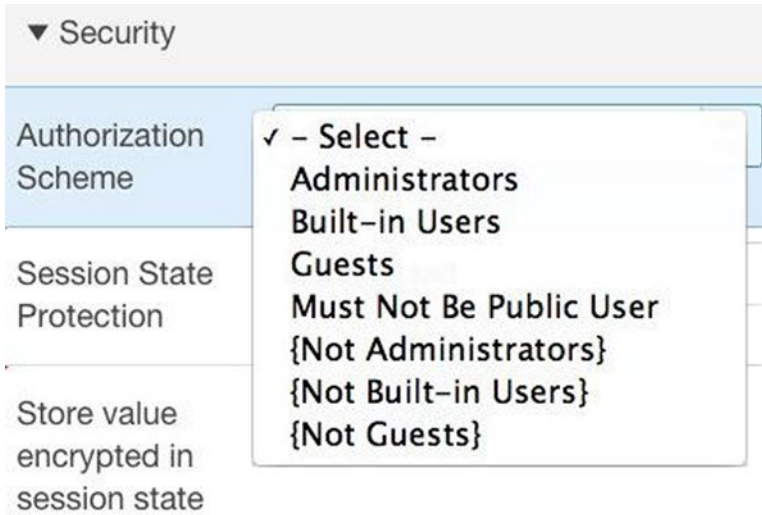 ▼ Security
Authorization
Scheme
✓ – Select –
Administrators
Built–in Users
Guests
Must Not Be Public User
{Not Administrators}
{Not Built–in Users}
{Not Guests}
Session State
Protection
Store value
encrypted in
session state